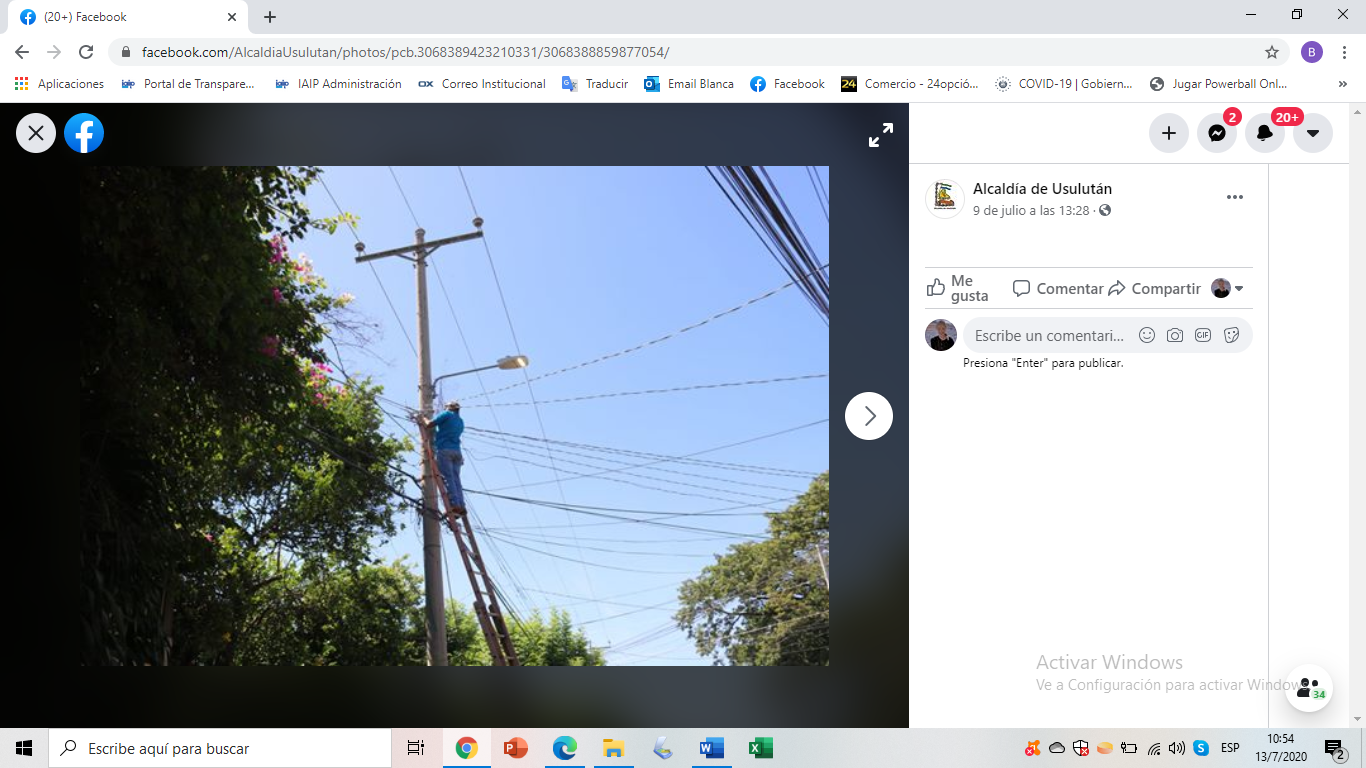 (20+) Facebook
facebook.com/AlcaldiaUsulutan/photos/pcb.3068389423210331/3068388859877054/
B
Aplicaciones
Portal de Transpare...
IAIP Administración
Correo Institucional
Traducir
Email Blanca
Facebook
24 Comercio - 24opció...
COVID-19 | Gobiern...
Jugar Powerball Onl...
2
20+
Alcaldía de Usulután
9 de julio a las 13:28 ·
Me gusta
Comentar
Compartir
Escribe un comentari...
GIF
Presiona "Enter" para publicar.
Activar Windows
Ve a Configuración para activar Windows
34
Escribe aquí para buscar
ESP
10:54
13/7/2020
2